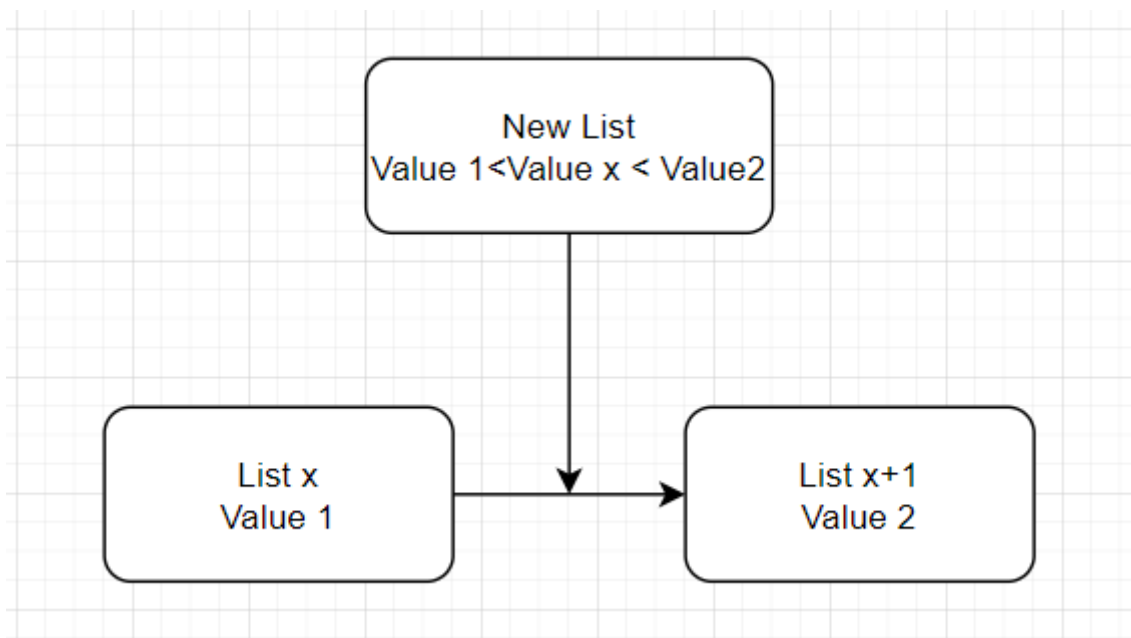 New List
Value 1<Value x < Value2
List x
Value 1
List x+1
Value 2